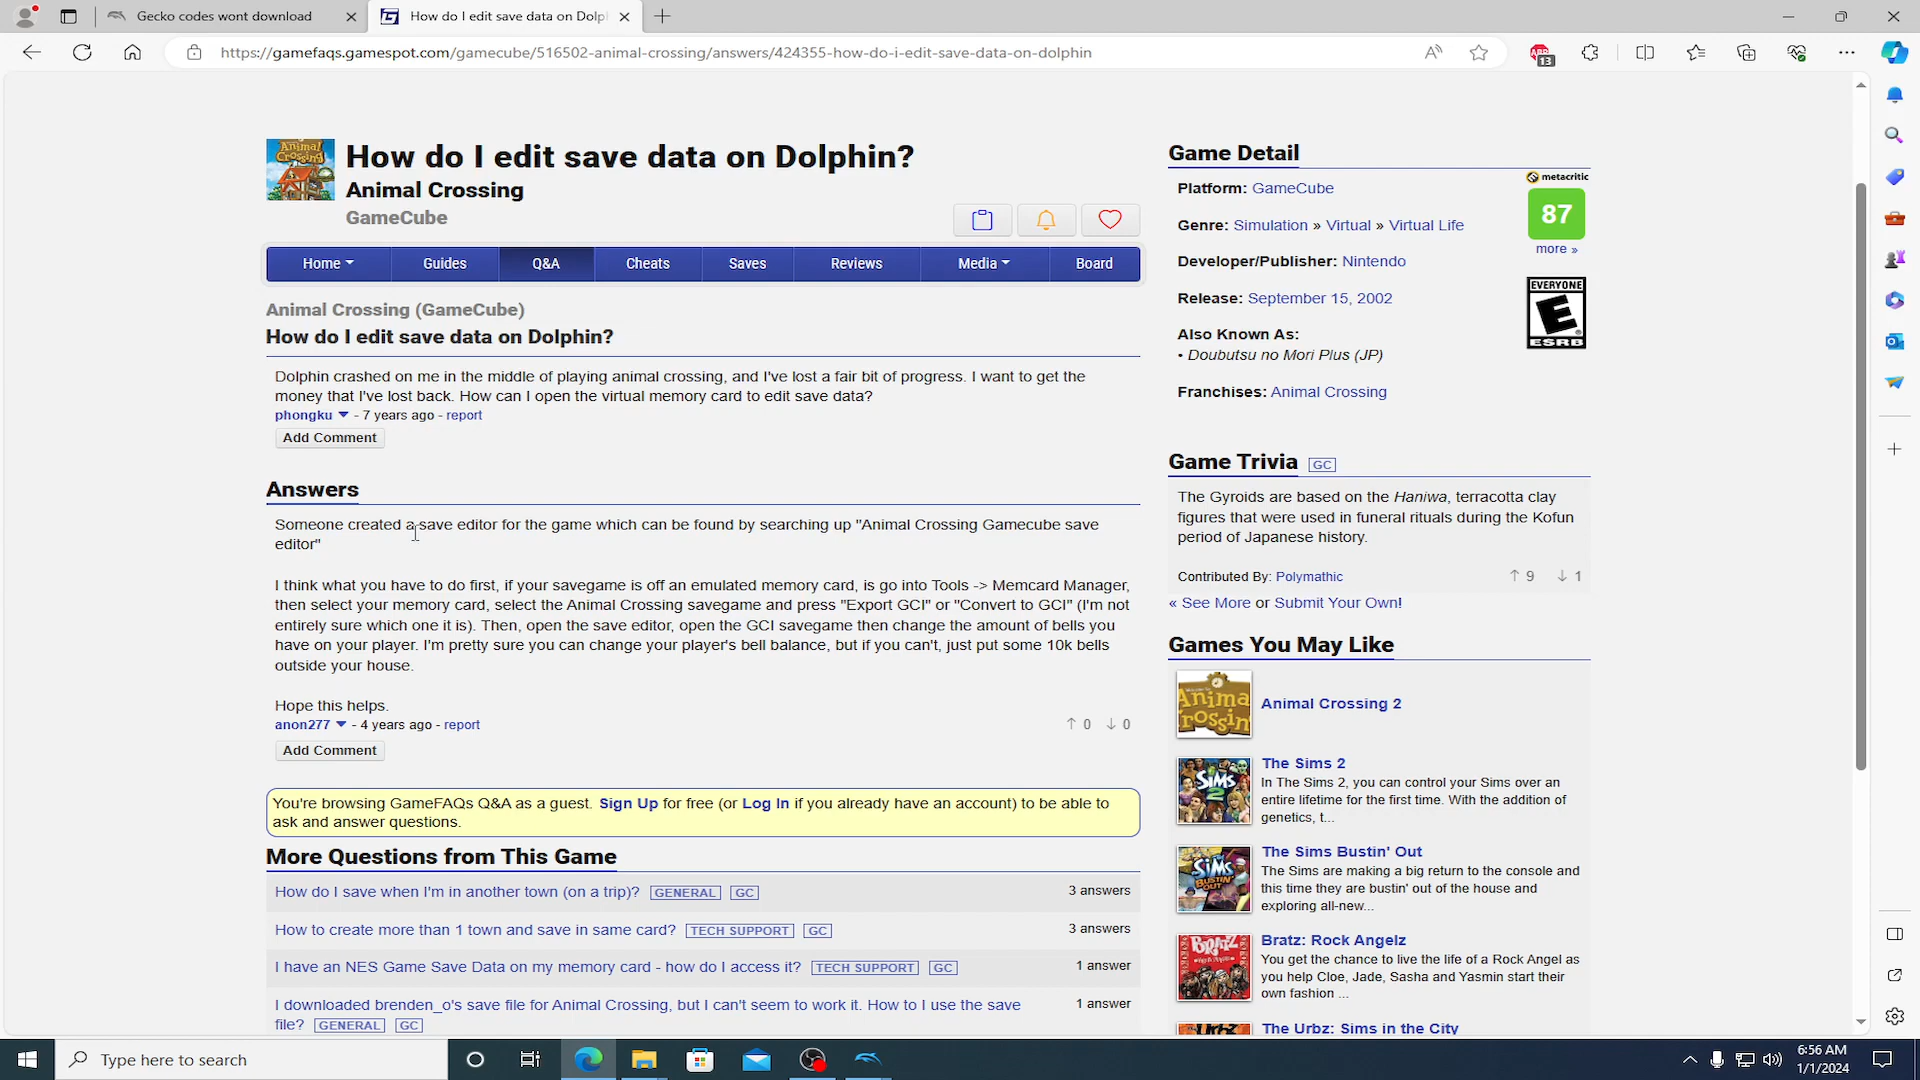 Gecko codes wont download
How do I edit save data on Dolp
https://gamefaqs.gamespot.com/gamecube/516502-animal-crossing/answers/424355-how-do-i-edit-save-data-on-dolphin
13
How do I edit save data on Dolphin?
Animal Crossing
GameCube
Home
Guides
Q&A
Cheats
Saves
Reviews
Media
Board
Animal Crossing (GameCube)
How do I edit save data on Dolphin?
Dolphin crashed on me in the middle of playing animal crossing, and I've lost a fair bit of progress. I want to get the
money that I've lost back. How can I open the virtual memory card to edit save data?
phongku - 7 years ago - report
Add Comment
Answers
Someone created a save editor for the game which can be found by searching up "Animal Crossing Gamecube save
editor"
I think what you have to do first, if your savegame is off an emulated memory card, is go into Tools -> Memcard Manager,
then select your memory card, select the Animal Crossing savegame and press "Export GCI" or "Convert to GCI" (I'm not
entirely sure which one it is). Then, open the save editor, open the GCI savegame then change the amount of bells you
have on your player. I'm pretty sure you can change your player's bell balance, but if you can't, just put some 10k bells
outside your house.
Hope this helps.
anon277 - 4 years ago - report
↑ 0 ↓ 0
Add Comment
You're browsing GameFAQs Q&A as a guest. Sign Up for free (or Log In if you already have an account) to be able to
ask and answer questions.
More Questions from This Game
How do I save when I'm in another town (on a trip)? GENERAL GC 3 answers
How to create more than 1 town and save in same card? TECH SUPPORT GC 3 answers
I have an NES Game Save Data on my memory card - how do I access it? TECH SUPPORT GC 1 answer
I downloaded brenden_o's save file for Animal Crossing, but I can't seem to work it. How to I use the save 1 answer
file? GENERAL GC
Game Detail
Platform: GameCube
Genre: Simulation » Virtual » Virtual Life
Developer/Publisher: Nintendo
Release: September 15, 2002
Also Known As:
• Doubutsu no Mori Plus (JP)
Franchises: Animal Crossing
metacritic
87
more »
EVERYONE
E
ESRB
Game Trivia GC
The Gyroids are based on the Haniwa, terracotta clay
figures that were used in funeral rituals during the Kofun
period of Japanese history.
Contributed By: Polymathic ↑ 9 ↓ 1
« See More or Submit Your Own!
Games You May Like
Animal Crossing 2
The Sims 2
In The Sims 2, you can control your Sims over an
entire lifetime for the first time. With the addition of
genetics, t...
The Sims Bustin' Out
The Sims are making a big return to the console and
this time they are bustin' out of the house and
exploring all-new...
Bratz: Rock Angelz
You get the chance to live the life of a Rock Angel as
you help Cloe, Jade, Sasha and Yasmin start their
own fashion ...
The Urbz: Sims in the City
Type here to search
6:56 AM
1/1/2024